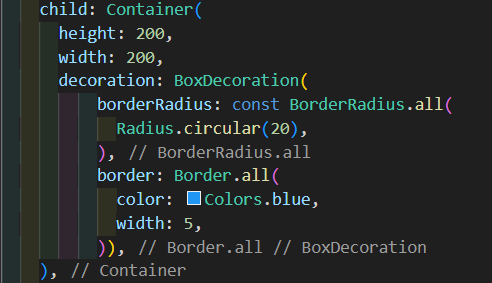 child: Container(
height: 200,
width: 200,
decoration: BoxDecoration(
borderRadius: const BorderRadius.all(
Radius.circular(20),
), // BorderRadius.all
border: Border.all(
color: Colors.blue,
width: 5,
)), // Border.all // BoxDecoration
), // Container